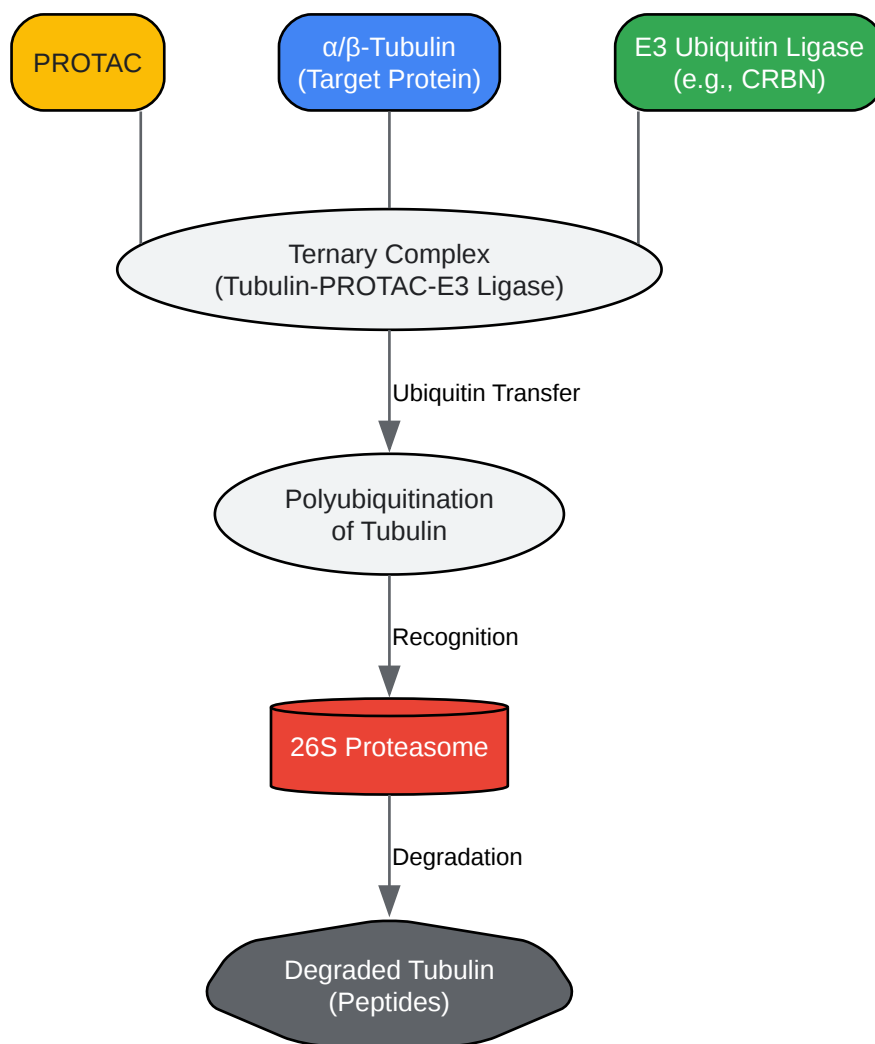 PROTAC
α/β-Tubulin
(Target Protein)
E3 Ubiquitin Ligase
(e.g., CRBN)
Ternary Complex
(Tubulin-PROTAC-E3 Ligase)
Ubiquitin Transfer
Polyubiquitination
of Tubulin
Recognition
26S Proteasome
Degradation
Degraded Tubulin
(Peptides)